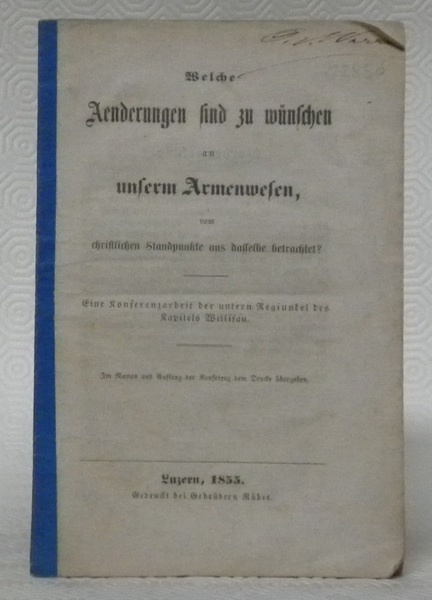 Welche
Aenderungen sind zu wünschen
an
unserm Armenwesen,
vom
christlichen Standpunkte aus dasselbe betrachtet?
Eine Konferenzarbeit der untern Regiunkel des
Kapitels Willisau.
Im Namen und Auftrag der Konferenz dem Drucke übergeben.
Luzern, 1855.
Gedruckt bei Gebrüdern Räber.